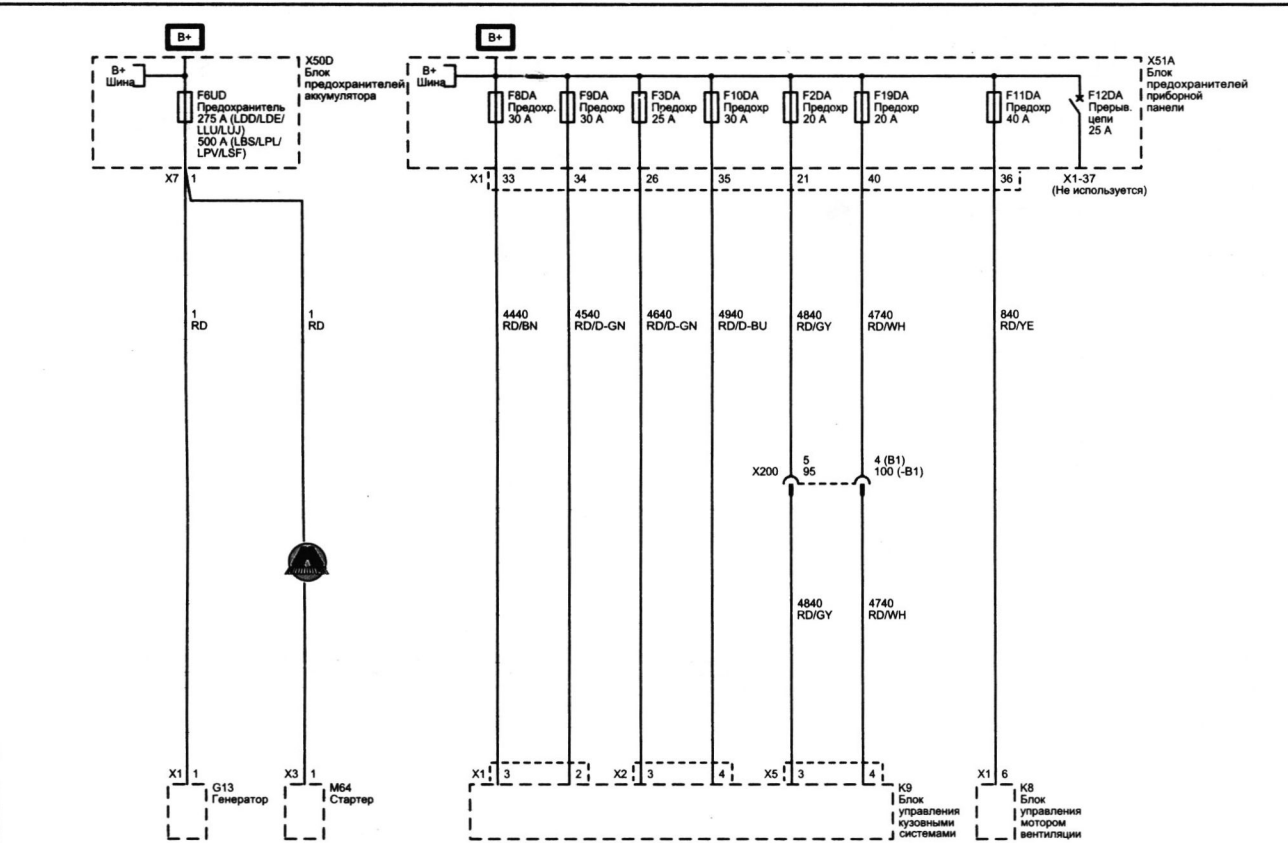 B+
B+
Шина
X50D
Блок
предохранителей
аккумулятора
F6UD
Предохранитель
275 А (LDD/LDE/
LLU/LUJ)
500 А (LBS/LPL/
LPV/LSF)
X7 1
1
RD
1
RD
X1 1
G13
Генератор
X3 1
M64
Стартер
B+
B+
Шина
X51A
Блок
предохранителей
приборной
панели
F8DA
Предохр.
30 А
F9DA
Предохр
30 А
F3DA
Предохр
25 А
F10DA
Предохр
30 А
F2DA
Предохр
20 А
F19DA
Предохр
20 А
F11DA
Предохр
40 А
F12DA
Прерыв.
цепи
25 А
X1 33 34 26 35 21 40 36
X1-37
(Не используется)
4440
RD/BN
4540
RD/D-GN
4640
RD/D-GN
4940
RD/D-BU
4840
RD/GY
4740
RD/WH
840
RD/YE
X200
5
95
4 (B1)
100 (-B1)
4840
RD/GY
4740
RD/WH
X1 3 2 X2 3 4 X5 3 4
K9
Блок
управления
кузовными
системами
X1 6
K8
Блок
управления
мотором
вентиляции